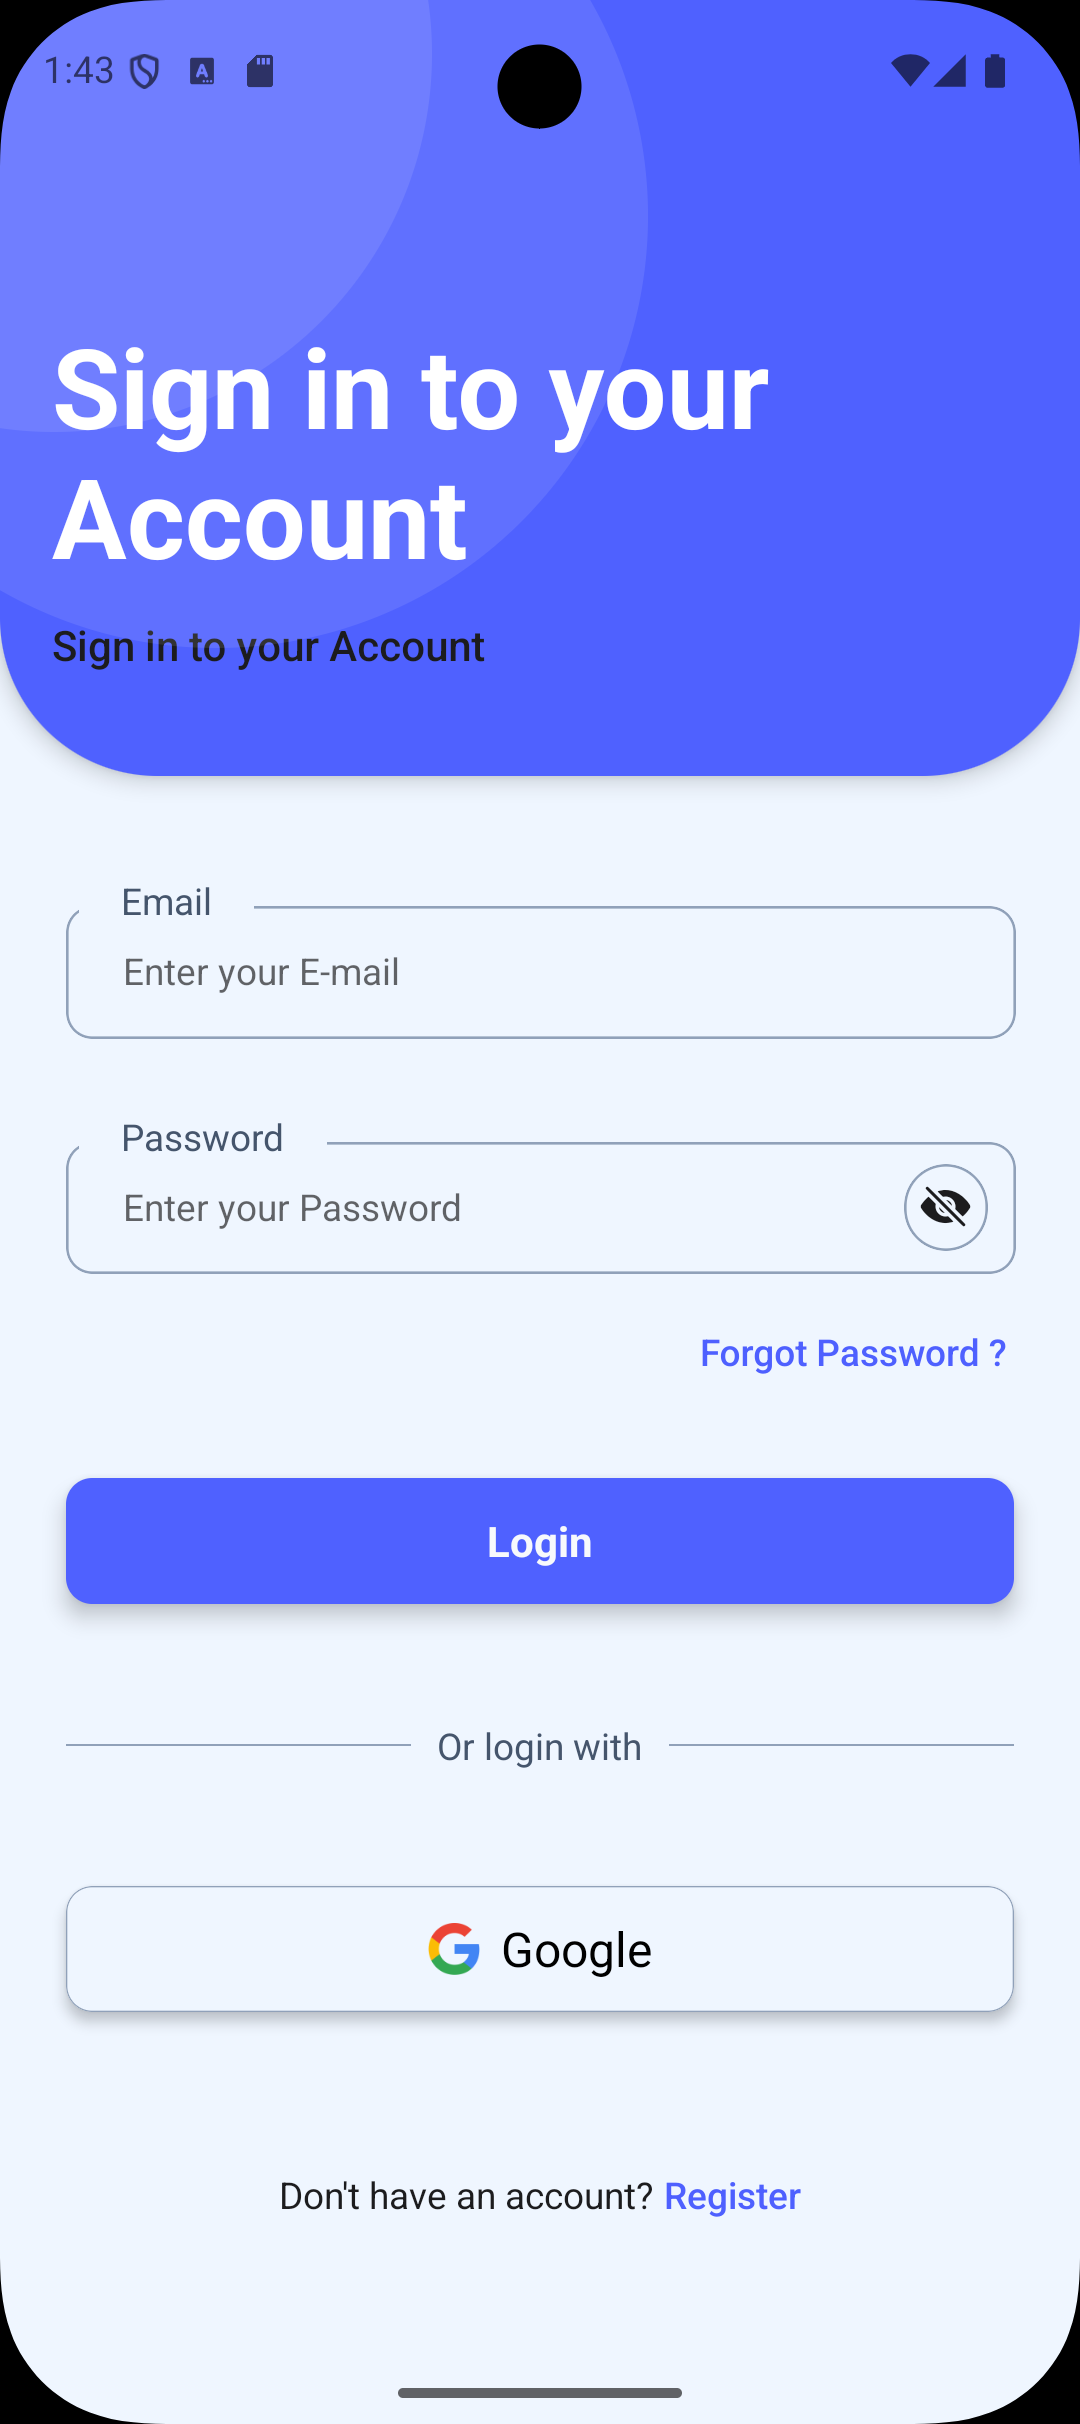 1:43
Sign in to your
Account
Sign in to your Account
Email
Enter your E-mail
Password
Enter your Password
Forgot Password ?
Login
Or login with
Google
Don't have an account? Register